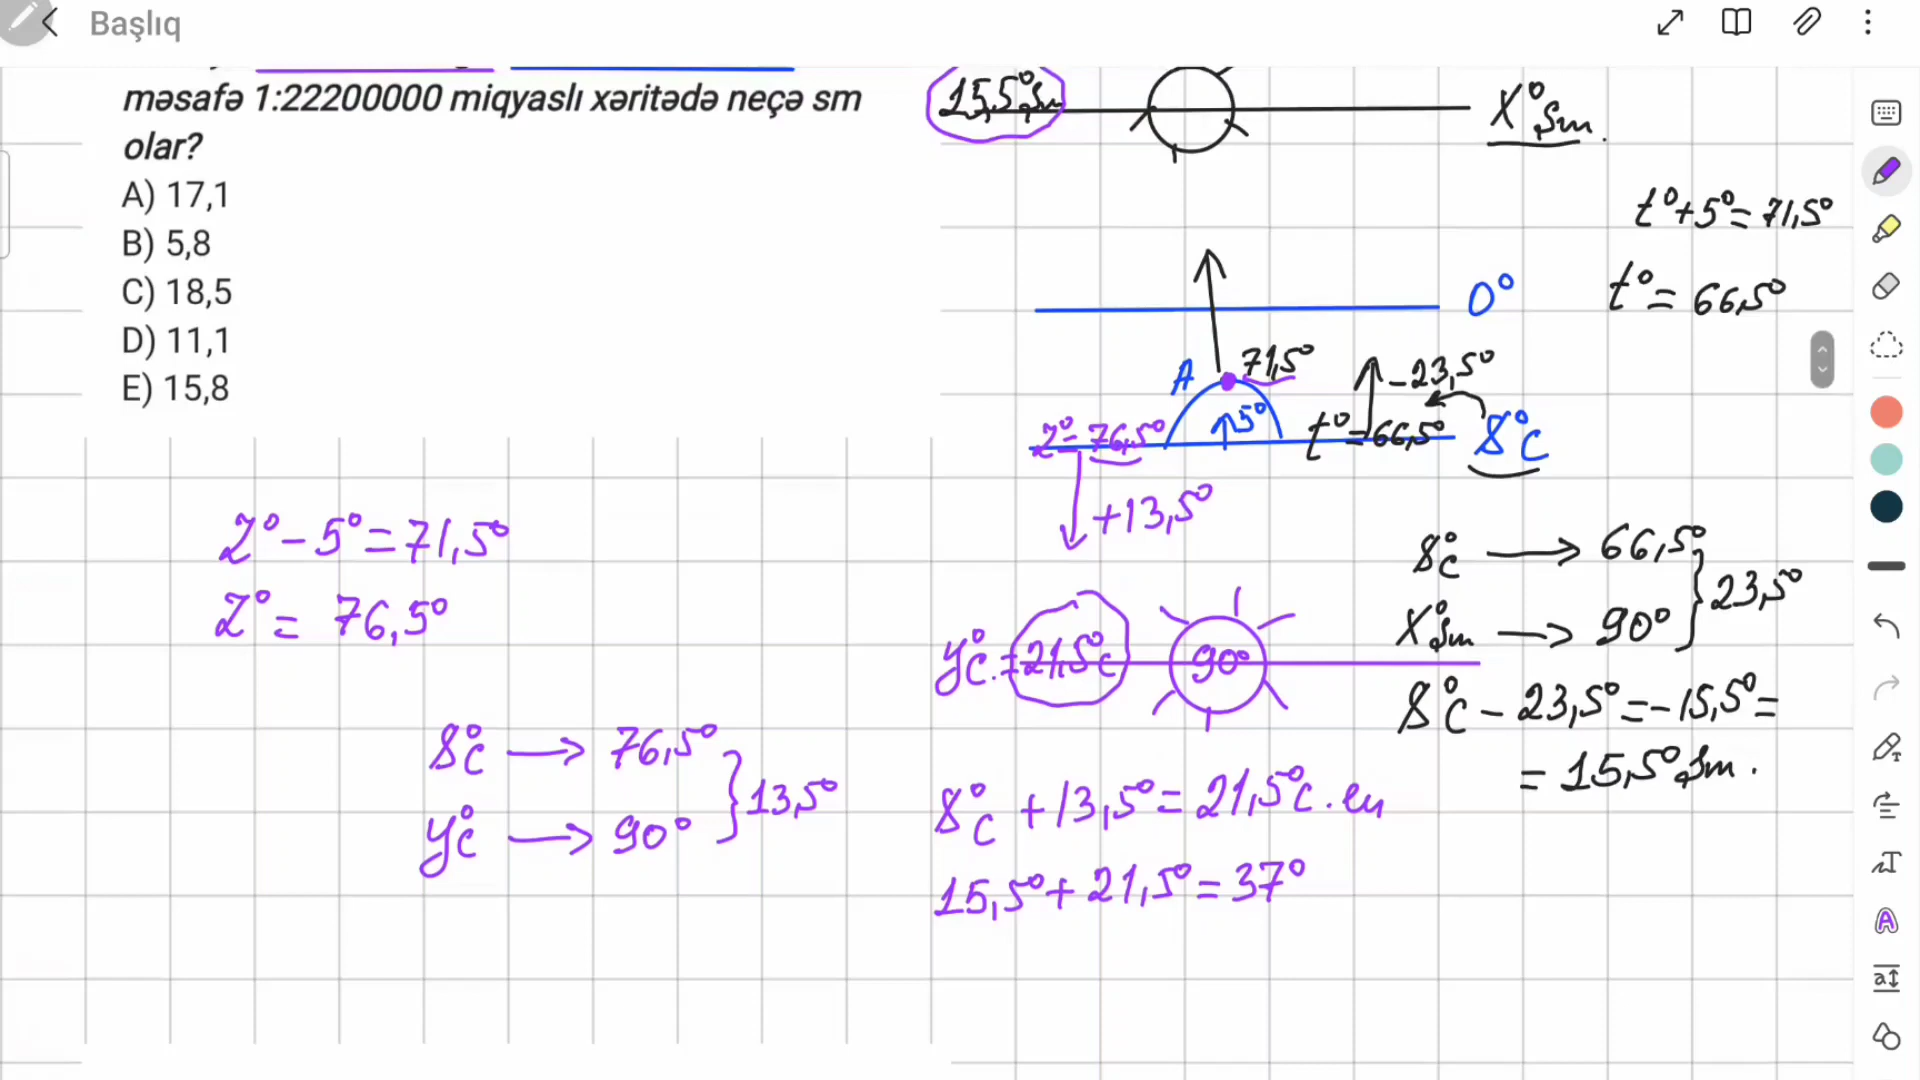 Başlıq
məsafə 1:22200000 miqyaslı xəritədə neçə sm
olar?
A) 17,1
B) 5,8
C) 18,5
D) 11,1
E) 15,8
15,5° Şm
X° Şm.
t°+5°=71,5°
t°=66,5°
0°
A
71,5°
-23,5°
5°
Z°=76,5°
t°=66,5°
8°C
+13,5°
Z°-5°=71,5°
Z°=76,5°
8°C → 66,5°
X°Şm → 90°
23,5°
y°C.=21,5°C
90°
8°C - 23,5°=-15,5°=
=15,5°Şm.
8°C → 76,5°
y°C → 90°
13,5°
8°C +13,5°=21,5°C.en
15,5°+21,5°=37°